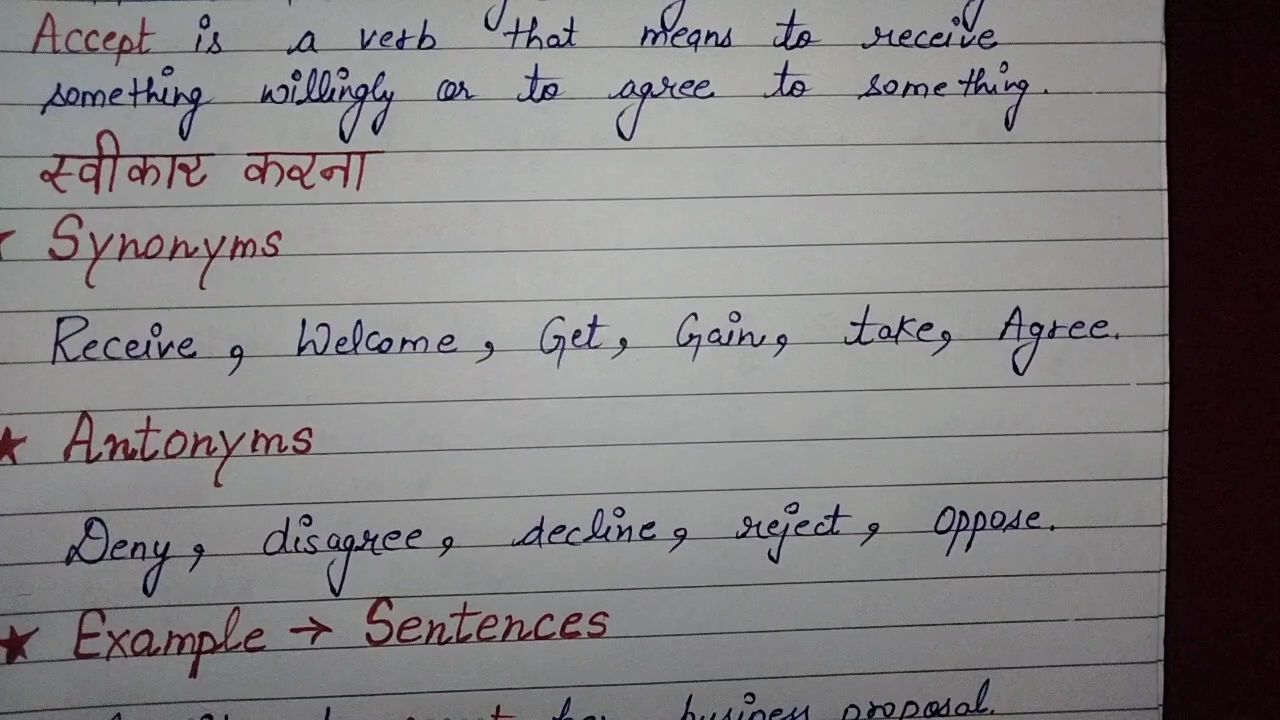 Accept is a verb that means to receive
something willingly or to agree to something.
स्वीकार करना
Synonyms
Receive, Welcome, Get, Gain, take, Agree.
★ Antonyms
Deny, disagree, decline, reject, oppose.
★ Example → Sentences
business proposal.